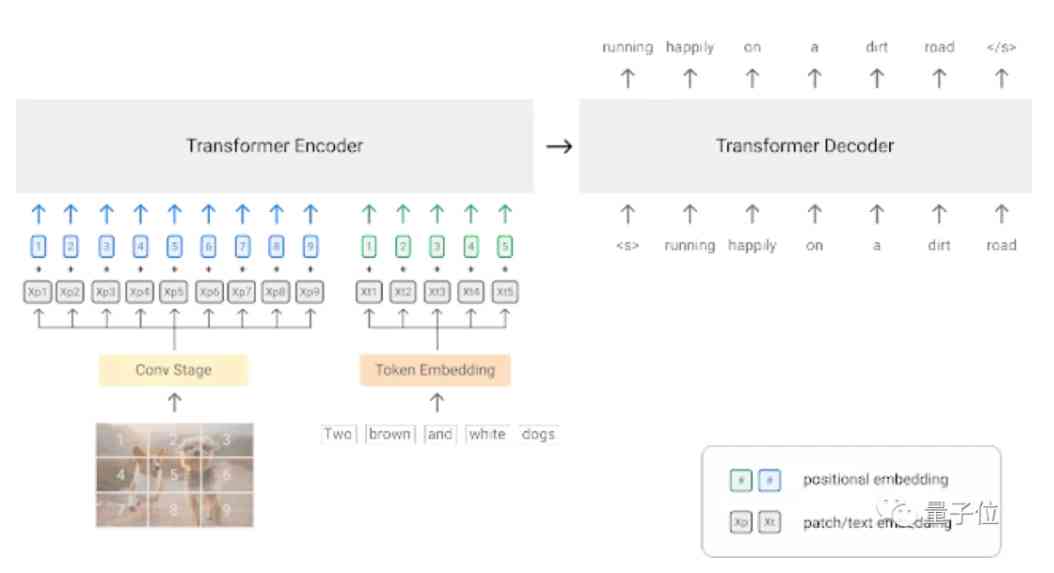 running happily on a dirt road </s>
Transformer Encoder
Transformer Decoder
1 2 3 4 5 6 7 8 9
1 2 3 4 5
<s> running happily on a dirt road
Xp1 Xp2 Xp3 Xp4 Xp5 Xp6 Xp7 Xp8 Xp9
Xt1 Xt2 Xt3 Xt4 Xt5
Conv Stage
Token Embedding
Two brown and white dogs
1 2 3
4 5 6
7 8 9
# # positional embedding
Xp Xt patch/text embedding
量子位